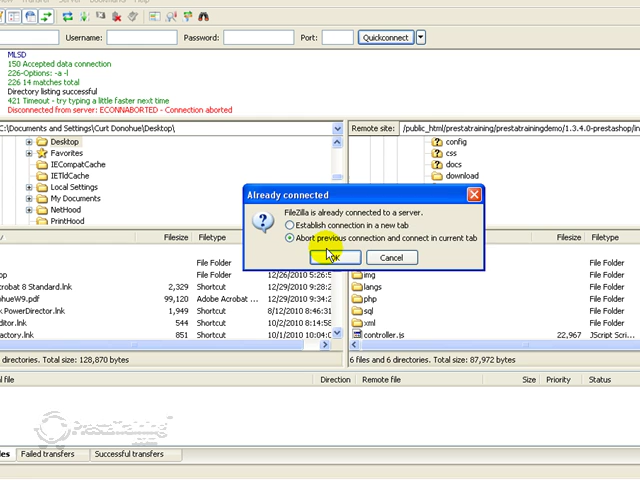 Username: Password: Port: Quickconnect
MLSD
150 Accepted data connection
226-Options: -a -l
226 14 matches total
Directory listing successful
421 Timeout - try typing a little faster next time
Disconnected from server: ECONNABORTED - Connection aborted
C:\Documents and Settings\Curt Donohue\Desktop\
Remote site: /public_html/prestatraining/prestatrainingdemo/1.3.4.0-prestashop/in
Desktop
Favorites
IECompatCache
IETldCache
Local Settings
My Documents
NetHood
PrintHood
config
css
docs
download
Already connected
FileZilla is already connected to a server.
Establish connection in a new tab
Abort previous connection and connect in current tab
OK Cancel
/ Filesize Filetype
Filesize Filetype
File Folder
File Folder
op File Folder 12/26/2010 5:26:5
img File Folder
obat 8 Standard.lnk 2,329 Shortcut 12/29/2010 9:28:2
langs File Folder
ohueW9.pdf 99,120 Adobe Acrobat ... 12/29/2010 9:34:2
php File Folder
k PowerDirector.lnk 1,949 Shortcut 8/12/2010 8:46:31
sql File Folder
ditor.lnk 544 Shortcut 10/2/2010 8:14:58
xml File Folder
actory.lnk 851 Shortcut 10/1/2010 10:04:0
controller.js 22,967 JScript Scri...
directories. Total size: 128,870 bytes
6 files and 6 directories. Total size: 87,972 bytes
al file Direction Remote file Size Priority Status
PrestaTraining
les Failed transfers Successful transfers